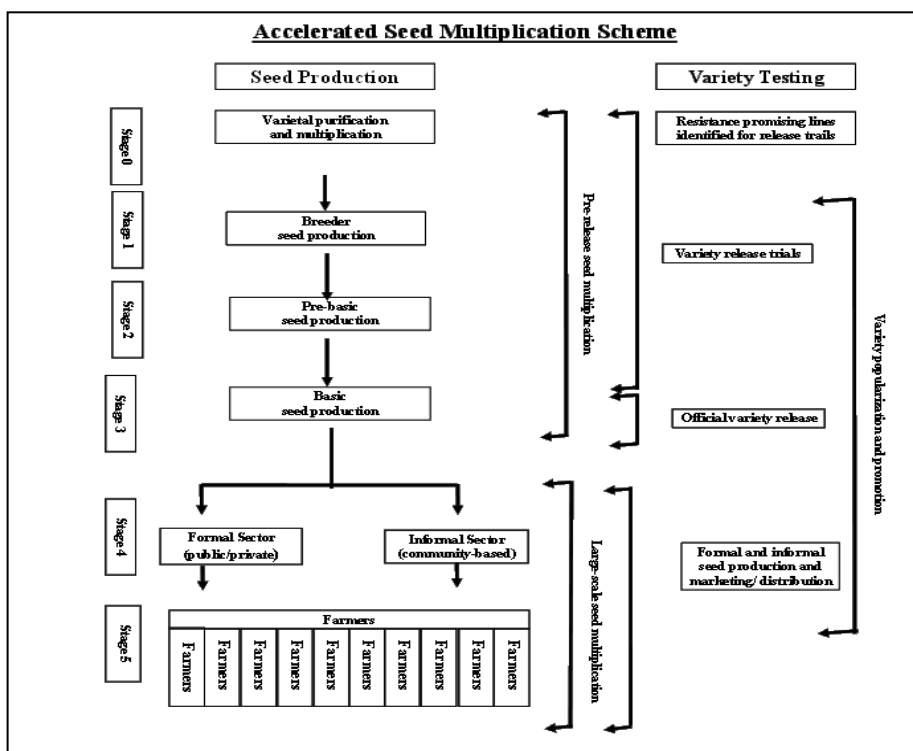 Accelerated Seed Multiplication Scheme
Seed Production
Variety Testing
Stage 0
Varietal purification
and multiplication
Resistance promising lines
identified for release trails
Stage 1
Breeder
seed production
Variety release trials
Pre-release seed multiplication
Stage 2
Pre-basic
seed production
Variety popularization and promotion
Stage 3
Basic
seed production
Official variety release
Stage 4
Formal Sector
(public/private)
Informal Sector
(community-based)
Large-scale seed multiplication
Formal and informal
seed production and
marketing/ distribution
Stage 5
Farmers
Farmers
Farmers
Farmers
Farmers
Farmers
Farmers
Farmers
Farmers
Farmers
Farmers